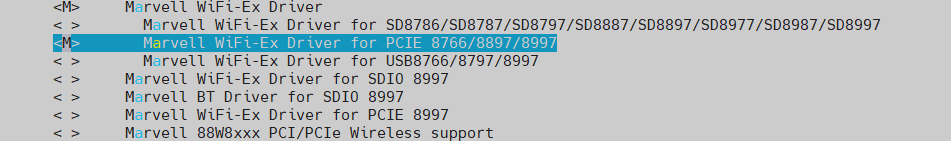 <M> Marvell WiFi-Ex Driver
< > Marvell WiFi-Ex Driver for SD8786/SD8787/SD8797/SD8887/SD8897/SD8977/SD8987/SD8997
<M> Marvell WiFi-Ex Driver for PCIE 8766/8897/8997
< > Marvell WiFi-Ex Driver for USB8766/8797/8997
< > Marvell WiFi-Ex Driver for SDIO 8997
< > Marvell BT Driver for SDIO 8997
< > Marvell WiFi-Ex Driver for PCIE 8997
< > Marvell 88W8xxx PCI/PCIe Wireless support